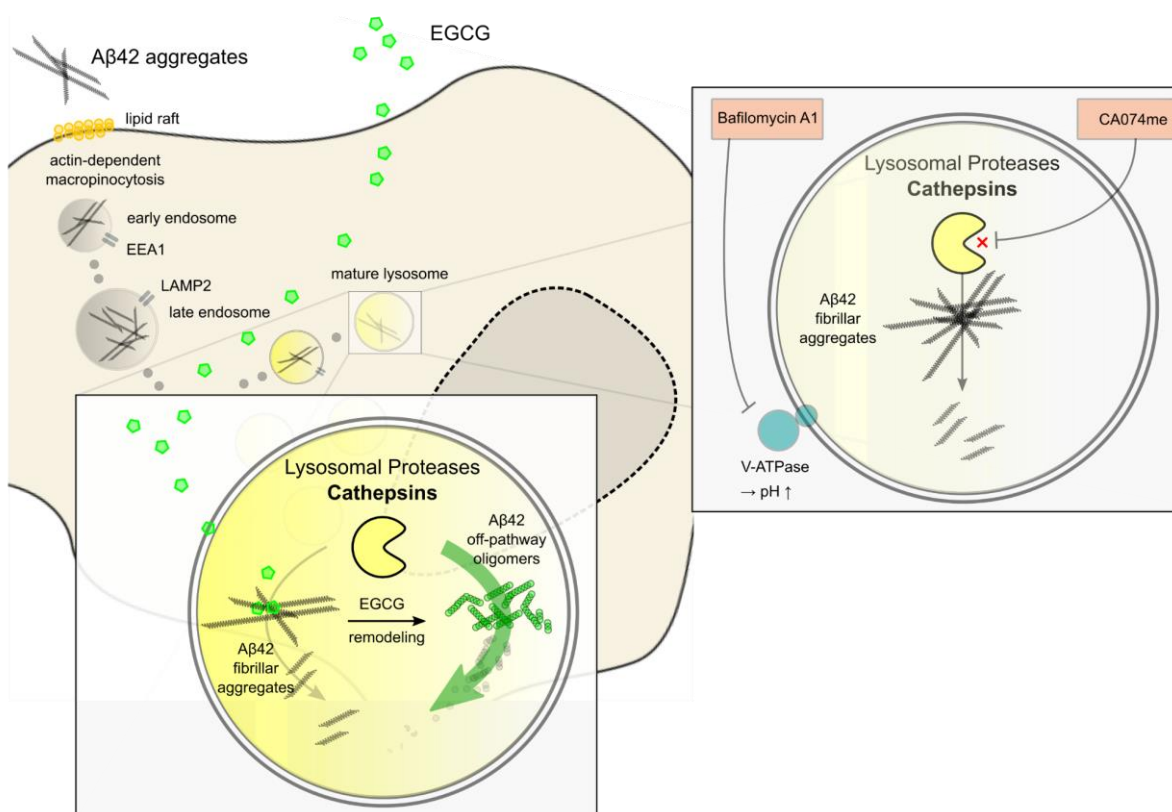 EGCG
Aβ42 aggregates
lipid raft
actin-dependent
macropinocytosis
early endosome
EEA1
LAMP2
late endosome
mature lysosome
Lysosomal Proteases
Cathepsins
Aβ42
off-pathway
oligomers
EGCG
remodeling
Aβ42
fibrillar
aggregates
Bafilomycin A1
CA074me
Lysosomal Proteases
Cathepsins
Aβ42
fibrillar
aggregates
V-ATPase
→ pH ↑